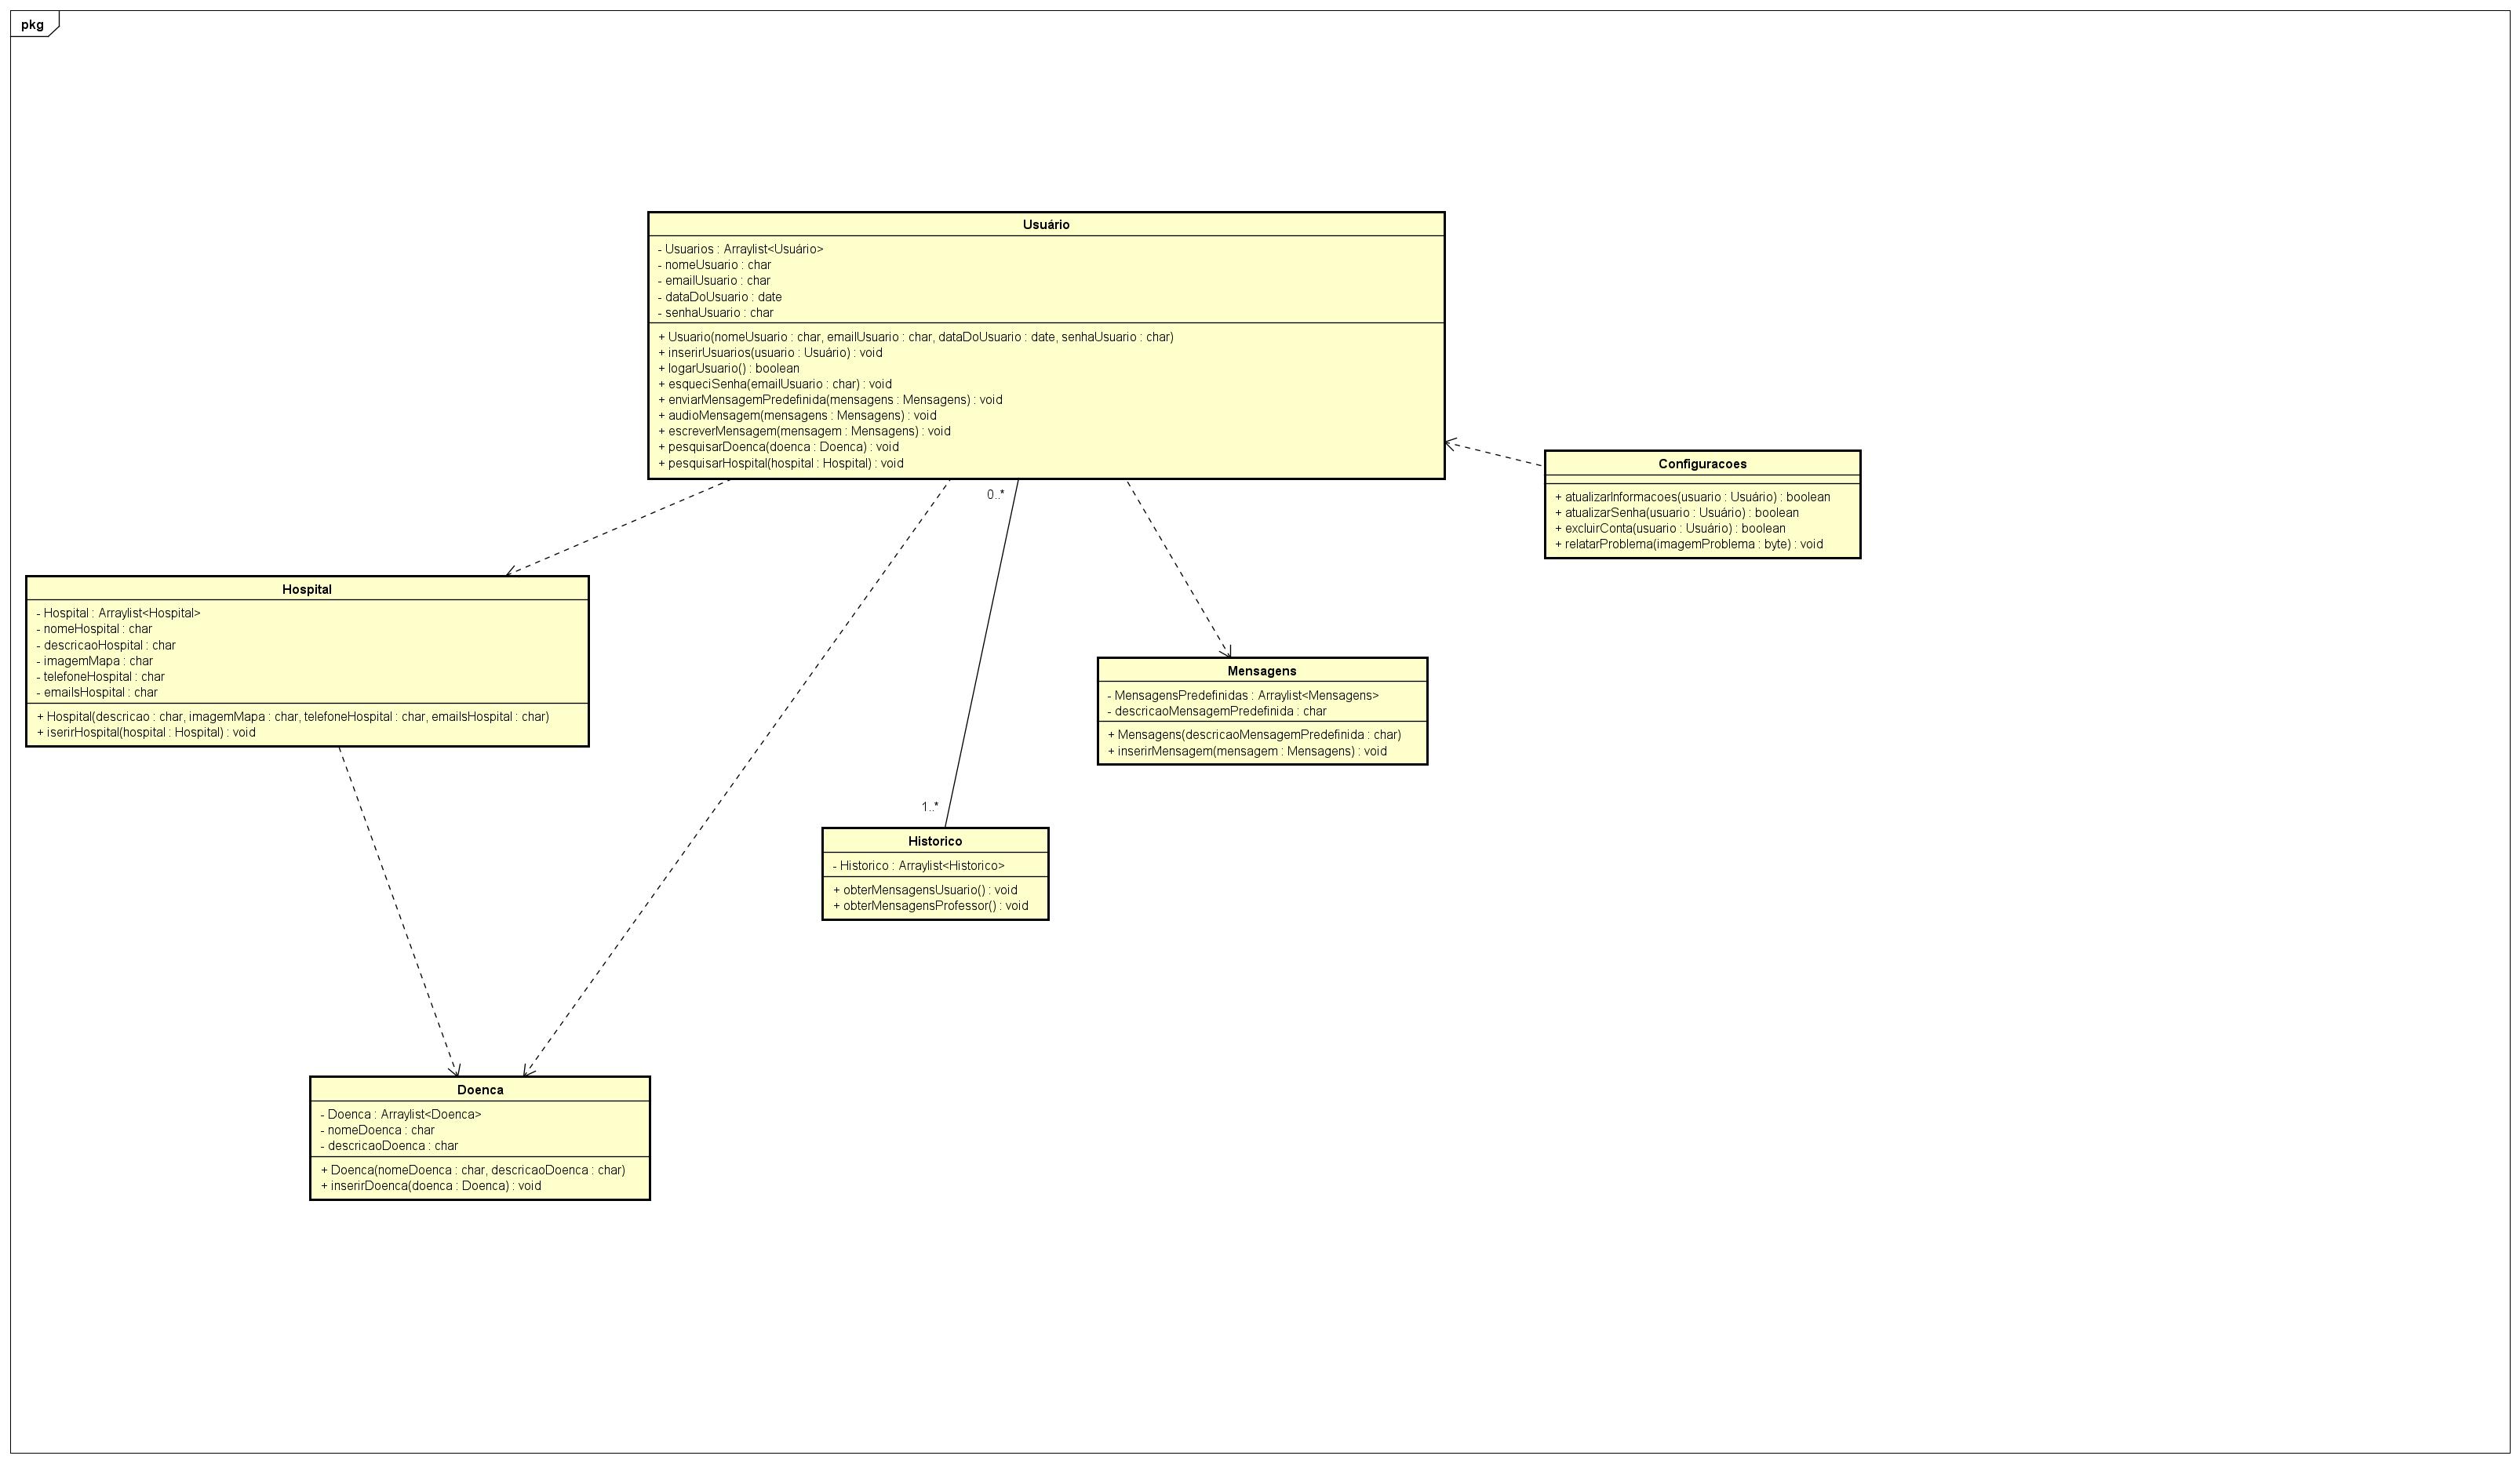 pkg
Usuário
- Usuarios : Arraylist<Usuário>
- nomeUsuario : char
- emailUsuario : char
- dataDoUsuario : date
- senhaUsuario : char
+ Usuario(nomeUsuario : char, emailUsuario : char, dataDoUsuario : date, senhaUsuario : char)
+ inserirUsuarios(usuario : Usuário) : void
+ logarUsuario() : boolean
+ esqueciSenha(emailUsuario : char) : void
+ enviarMensagemPredefinida(mensagens : Mensagens) : void
+ audioMensagem(mensagens : Mensagens) : void
+ escreverMensagem(mensagem : Mensagens) : void
+ pesquisarDoenca(doenca : Doenca) : void
+ pesquisarHospital(hospital : Hospital) : void
Configuracoes
+ atualizarInformacoes(usuario : Usuário) : boolean
+ atualizarSenha(usuario : Usuário) : boolean
+ excluirConta(usuario : Usuário) : boolean
+ relatarProblema(imagemProblema : byte) : void
0..*
Hospital
- Hospital : Arraylist<Hospital>
- nomeHospital : char
- descricaoHospital : char
- imagemMapa : char
- telefoneHospital : char
- emailsHospital : char
+ Hospital(descricao : char, imagemMapa : char, telefoneHospital : char, emailsHospital : char)
+ iserirHospital(hospital : Hospital) : void
Mensagens
- MensagensPredefinidas : Arraylist<Mensagens>
- descricaoMensagemPredefinida : char
+ Mensagens(descricaoMensagemPredefinida : char)
+ inserirMensagem(mensagem : Mensagens) : void
1..*
Historico
- Historico : Arraylist<Historico>
+ obterMensagensUsuario() : void
+ obterMensagensProfessor() : void
Doenca
- Doenca : Arraylist<Doenca>
- nomeDoenca : char
- descricaoDoenca : char
+ Doenca(nomeDoenca : char, descricaoDoenca : char)
+ inserirDoenca(doenca : Doenca) : void